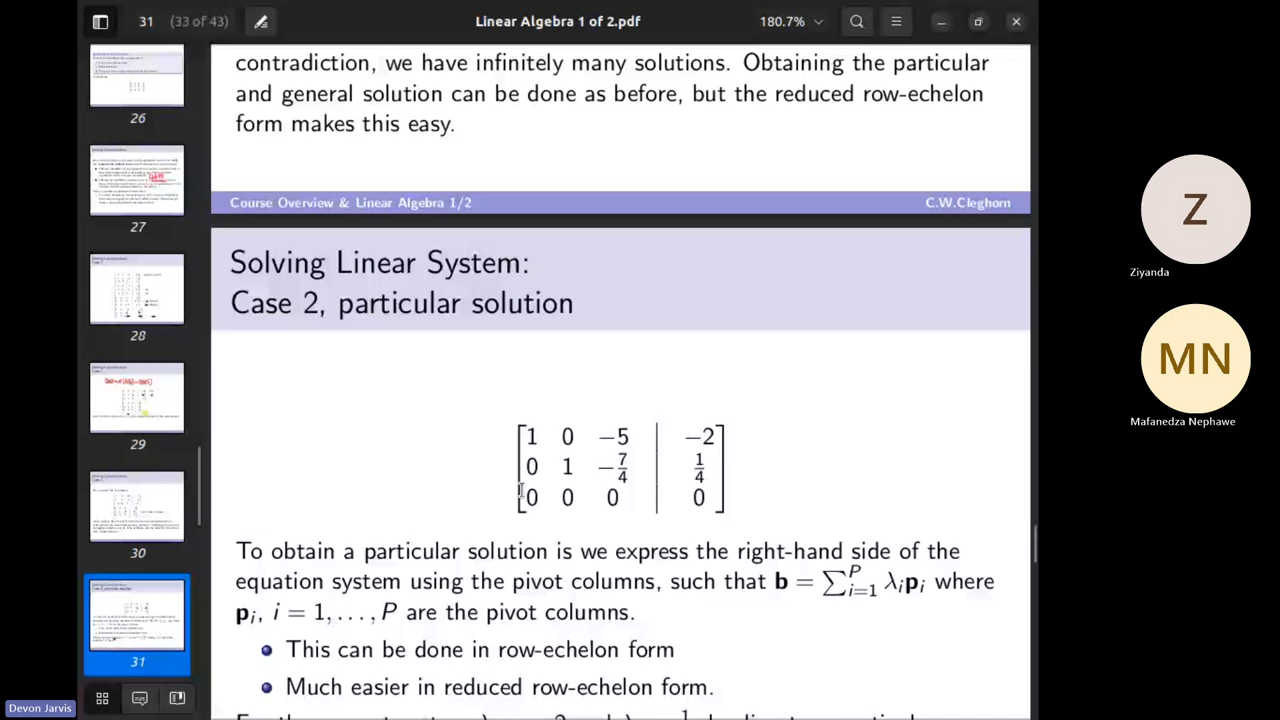 31 (33 of 43)
Linear Algebra 1 of 2.pdf
180.7%
26
27
28
29
30
31
contradiction, we have infinitely many solutions. Obtaining the particular
and general solution can be done as before, but the reduced row-echelon
form makes this easy.
Course Overview & Linear Algebra 1/2 C.W.Cleghorn
Solving Linear System:
Case 2, particular solution
1 0 −5 | −2
0 1 −7/4 | 1/4
0 0 0 | 0
To obtain a particular solution is we express the right-hand side of the
equation system using the pivot columns, such that b = ∑_{i=1}^{P} λ_i p_i where
p_i, i = 1, . . . , P are the pivot columns.
This can be done in row-echelon form
Much easier in reduced row-echelon form.
Z
Ziyanda
MN
Mafanedza Nephawe
Devon Jarvis